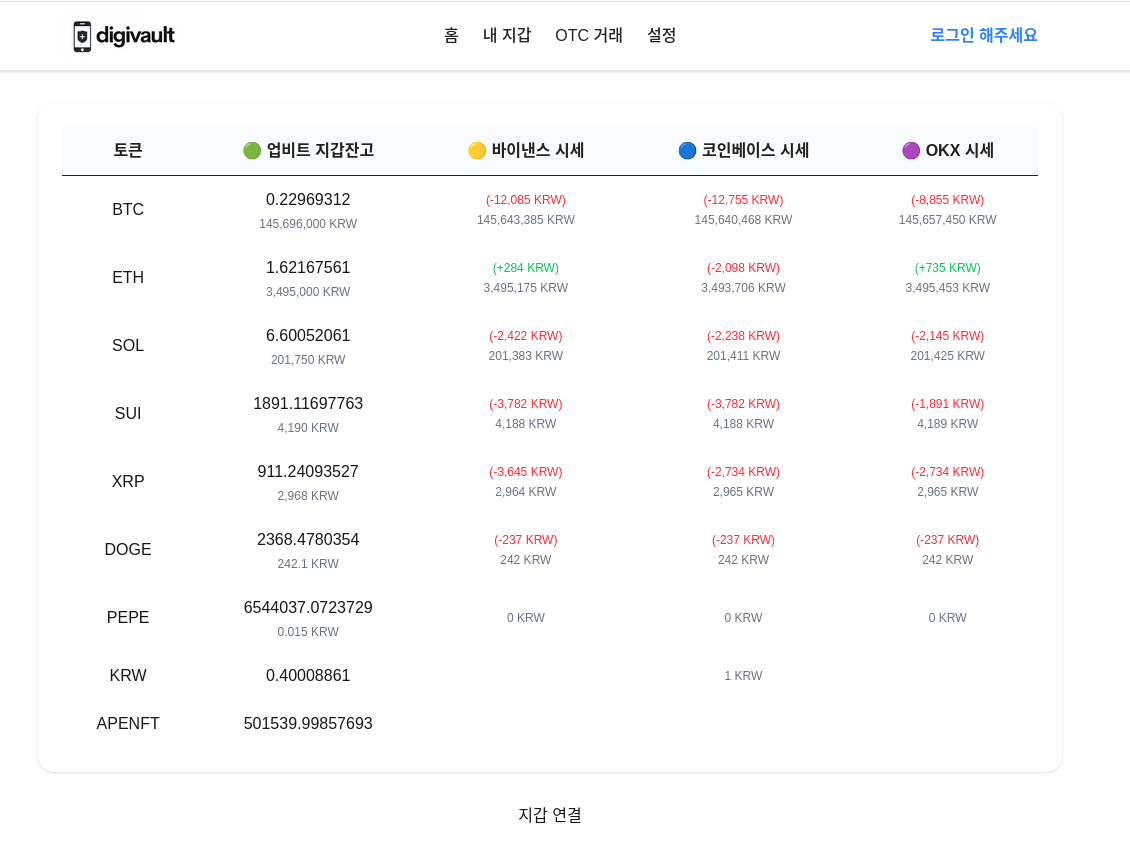 digivault 홈 내 지갑 OTC 거래 설정 로그인 해주세요
토큰 업비트 지갑잔고 바이낸스 시세 코인베이스 시세 OKX 시세
BTC
0.22969312
145,696,000 KRW
(-12,085 KRW)
145,643,385 KRW
(-12,755 KRW)
145,640,468 KRW
(-8,855 KRW)
145,657,450 KRW
ETH
1.62167561
3,495,000 KRW
(+284 KRW)
3,495,175 KRW
(-2,098 KRW)
3,493,706 KRW
(+735 KRW)
3,495,453 KRW
SOL
6.60052061
201,750 KRW
(-2,422 KRW)
201,383 KRW
(-2,238 KRW)
201,411 KRW
(-2,145 KRW)
201,425 KRW
SUI
1891.11697763
4,190 KRW
(-3,782 KRW)
4,188 KRW
(-3,782 KRW)
4,188 KRW
(-1,891 KRW)
4,189 KRW
XRP
911.24093527
2,968 KRW
(-3,645 KRW)
2,964 KRW
(-2,734 KRW)
2,965 KRW
(-2,734 KRW)
2,965 KRW
DOGE
2368.4780354
242.1 KRW
(-237 KRW)
242 KRW
(-237 KRW)
242 KRW
(-237 KRW)
242 KRW
PEPE
6544037.0723729
0.015 KRW
0 KRW
0 KRW
0 KRW
KRW
0.40008861
1 KRW
APENFT
501539.99857693
지갑 연결